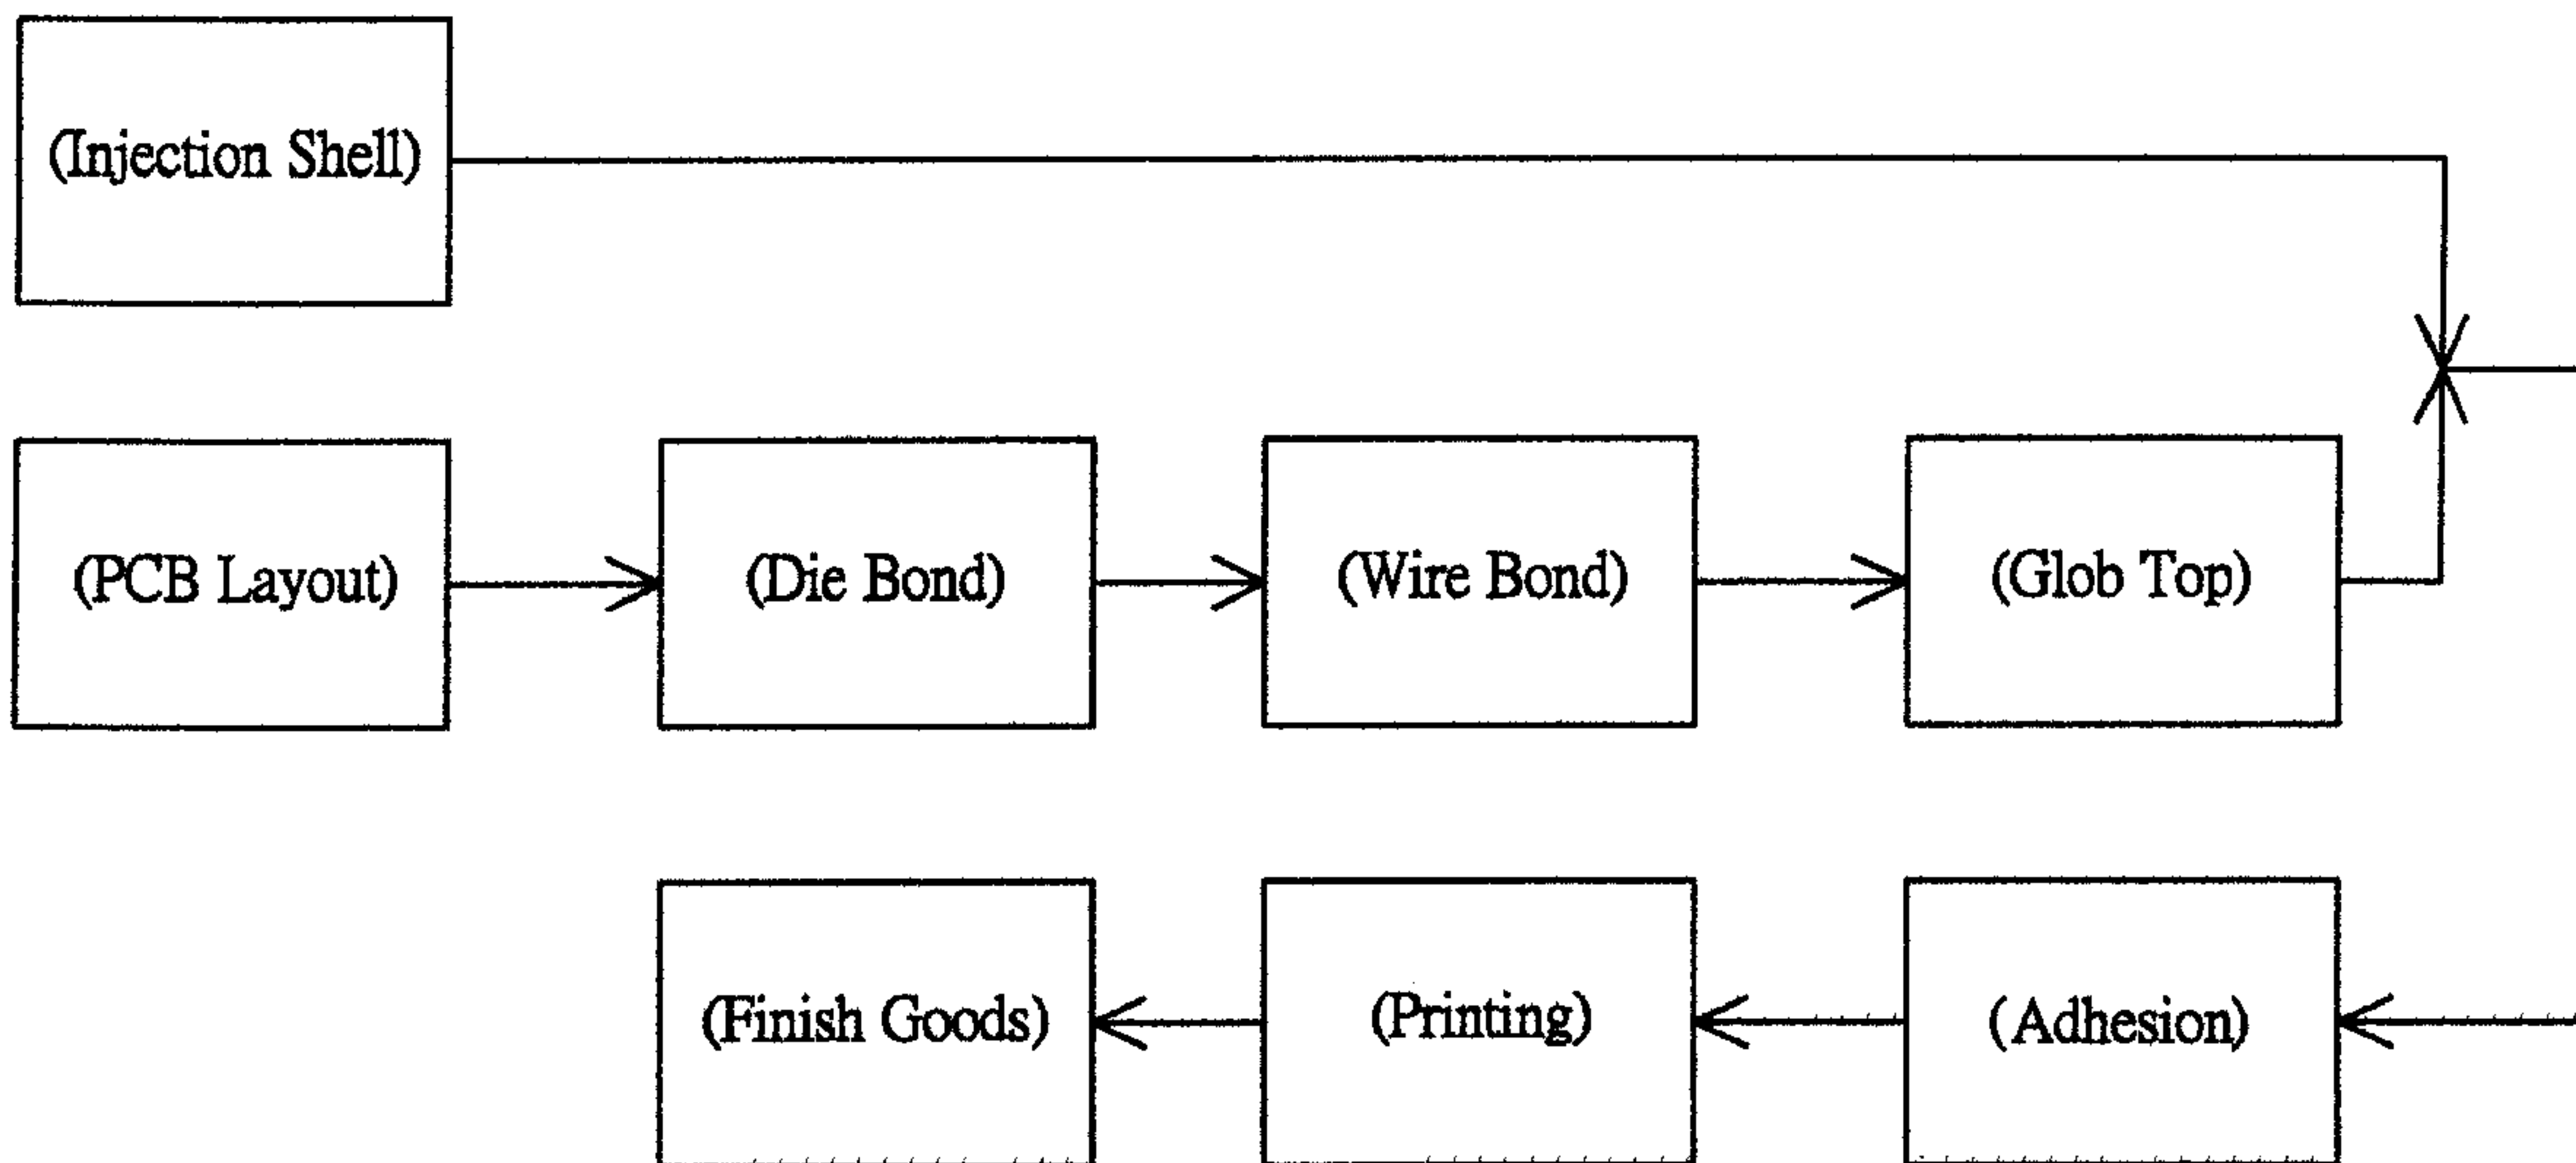 (Injection Shell)
(PCB Layout)
(Die Bond)
(Wire Bond)
(Glob Top)
(Finish Goods)
(Printing)
(Adhesion)